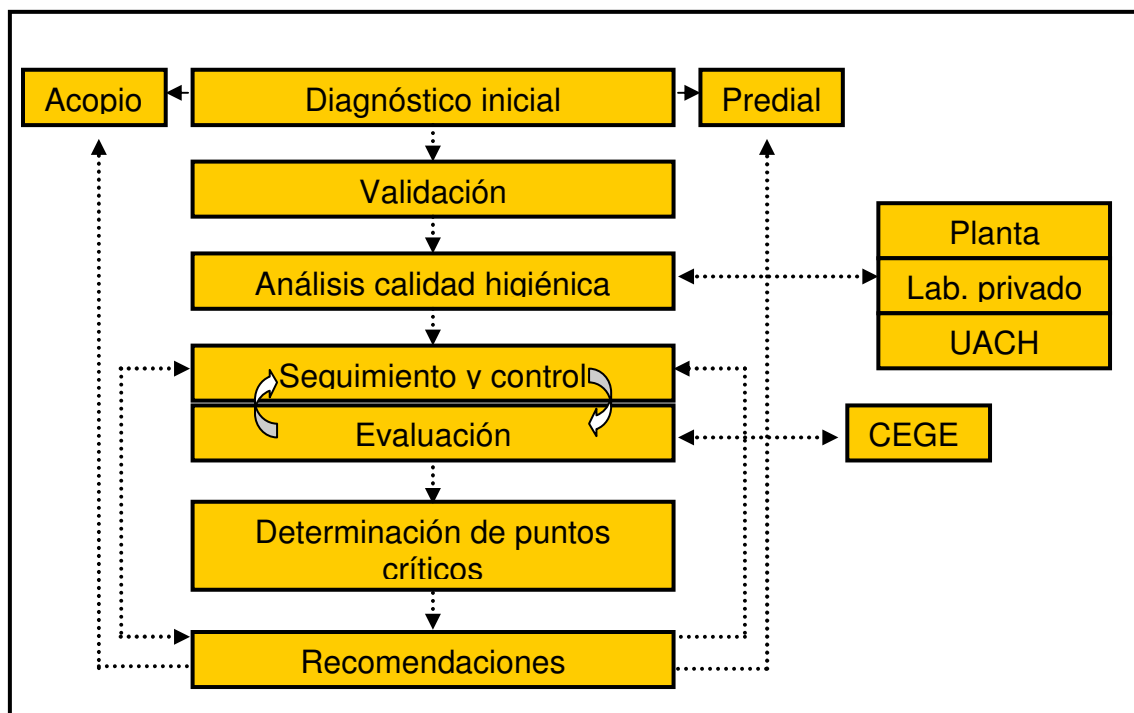 Acopio
Diagnóstico inicial
Predial
Validación
Análisis calidad higiénica
Planta
Lab. privado
UACH
Seguimiento y control
Evaluación
CEGE
Determinación de puntos
críticos
Recomendaciones